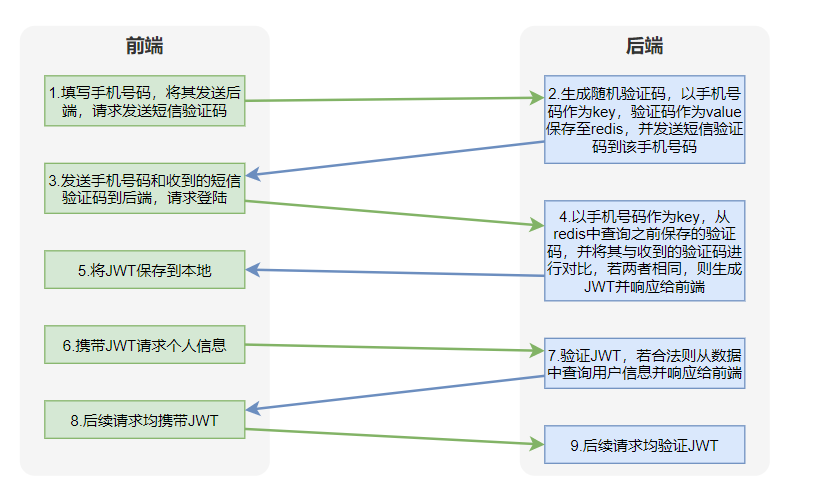 前端
后端
1.填写手机号码，将其发送后
端，请求发送短信验证码
2.生成随机验证码，以手机号
码作为key，验证码作为value
保存至redis，并发送短信验证
码到该手机号码
3.发送手机号码和收到的短信
验证码到后端，请求登陆
4.以手机号码作为key，从
redis中查询之前保存的验证
码，并将其与收到的验证码进
行对比，若两者相同，则生成
JWT并响应给前端
5.将JWT保存到本地
6.携带JWT请求个人信息
7.验证JWT，若合法则从数据
中查询用户信息并响应给前端
8.后续请求均携带JWT
9.后续请求均验证JWT